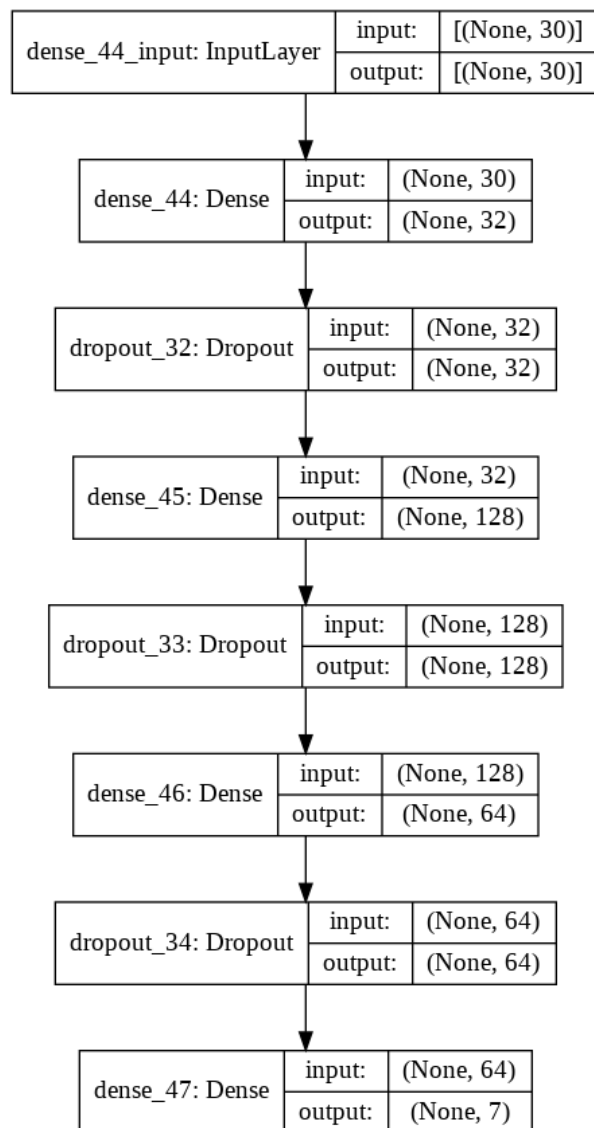 dense_44_input: InputLayer
input: [(None, 30)]
output: [(None, 30)]
dense_44: Dense
input: (None, 30)
output: (None, 32)
dropout_32: Dropout
input: (None, 32)
output: (None, 32)
dense_45: Dense
input: (None, 32)
output: (None, 128)
dropout_33: Dropout
input: (None, 128)
output: (None, 128)
dense_46: Dense
input: (None, 128)
output: (None, 64)
dropout_34: Dropout
input: (None, 64)
output: (None, 64)
dense_47: Dense
input: (None, 64)
output: (None, 7)